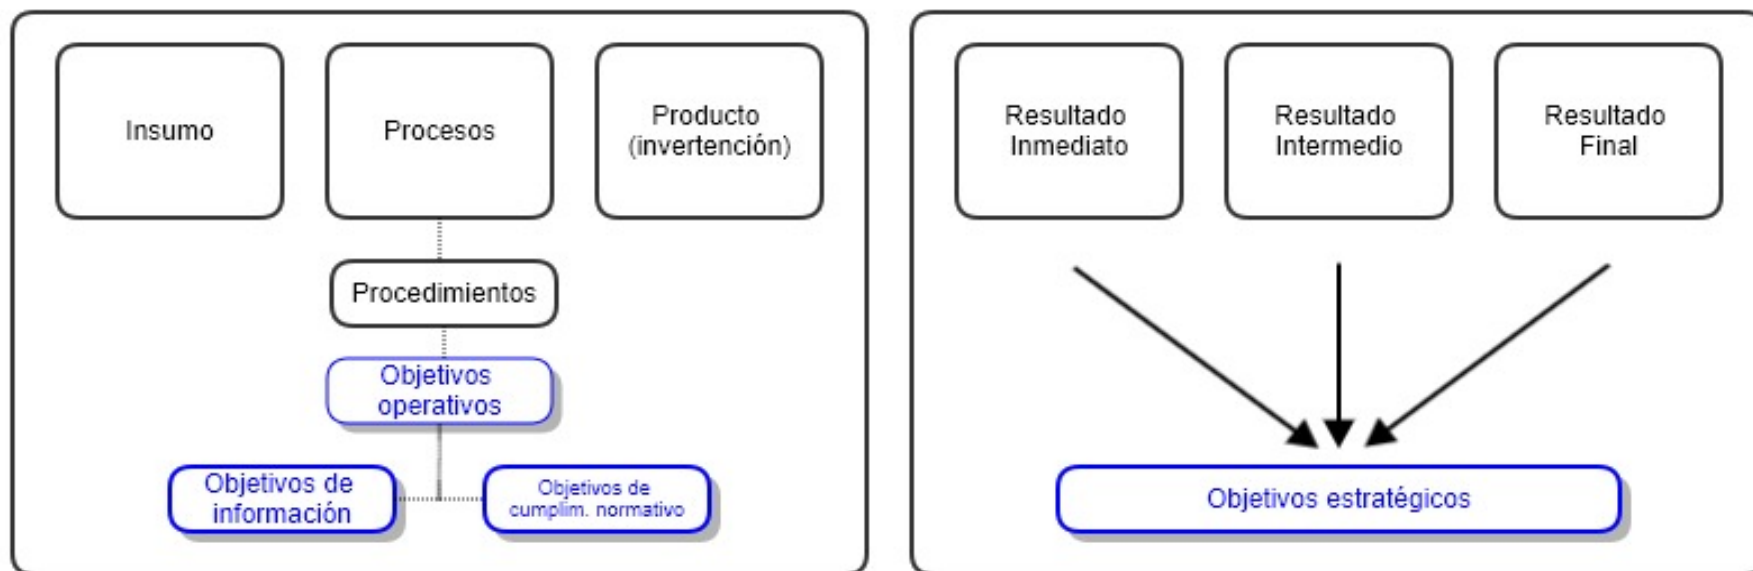 Insumo
Procesos
Producto
(invertención)
Procedimientos
Objetivos
operativos
Objetivos de
información
Objetivos de
cumplim. normativo
Resultado
Inmediato
Resultado
Intermedio
Resultado
Final
Objetivos estratégicos